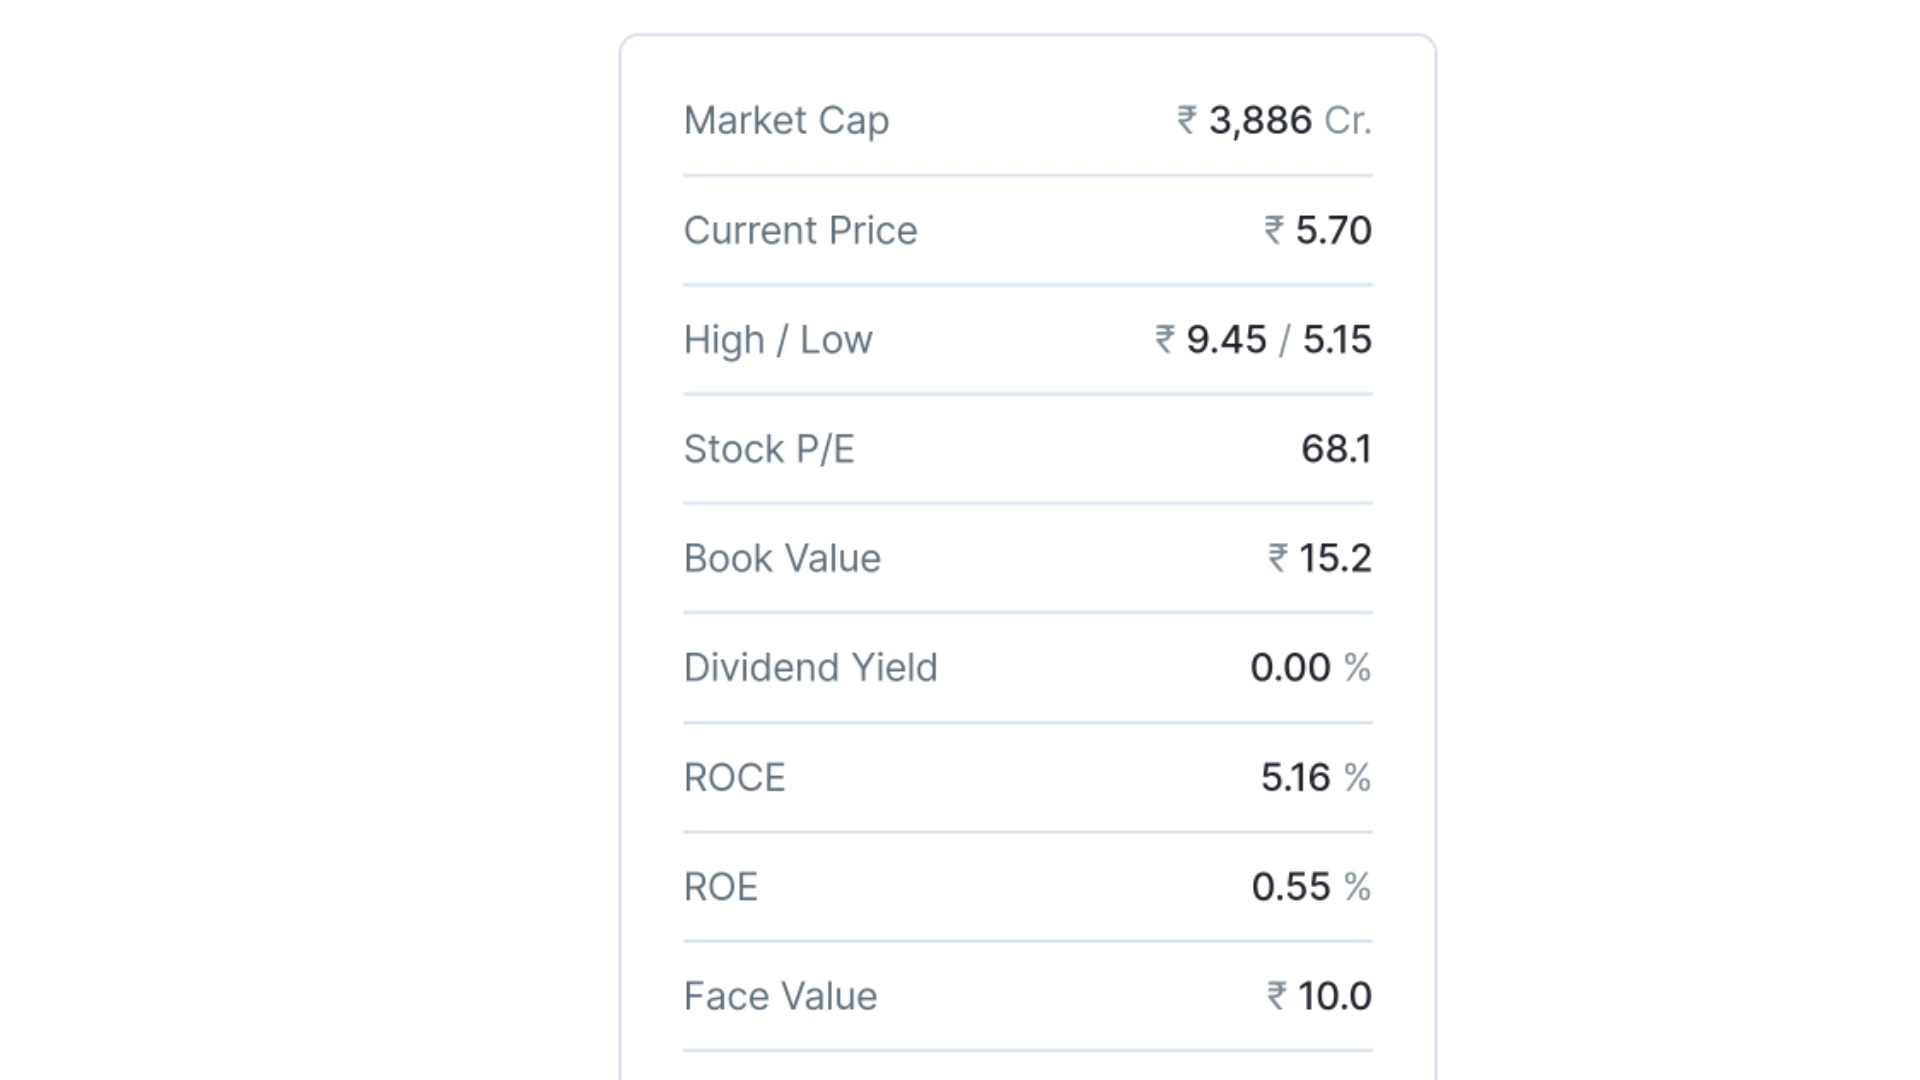 Market Cap ₹ 3,886 Cr.
Current Price ₹ 5.70
High / Low ₹ 9.45 / 5.15
Stock P/E 68.1
Book Value ₹ 15.2
Dividend Yield 0.00 %
ROCE 5.16 %
ROE 0.55 %
Face Value ₹ 10.0